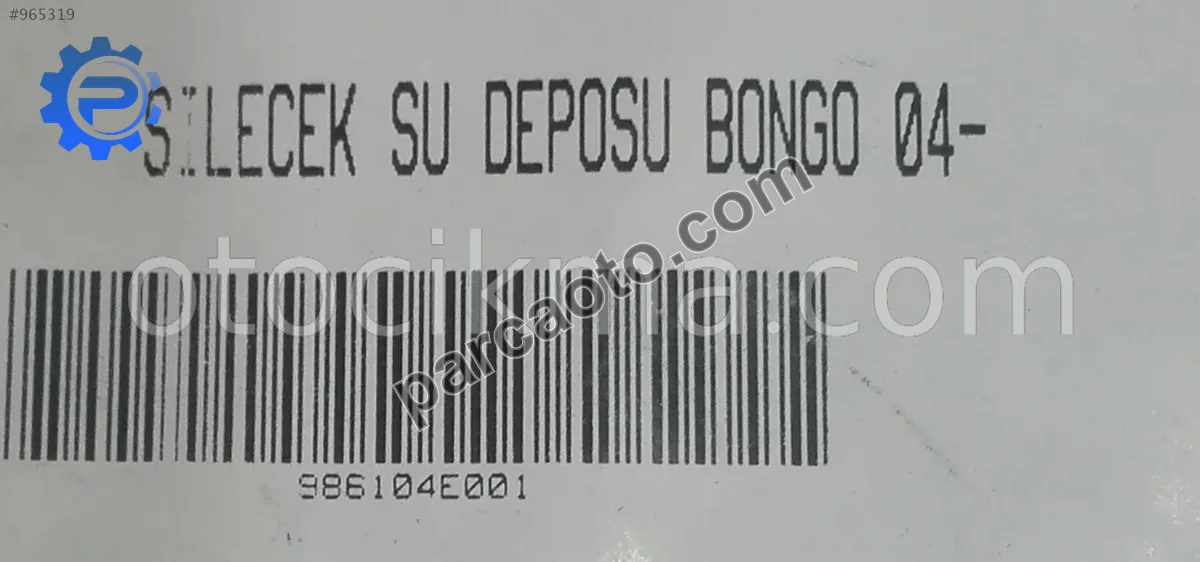 #965319
SİLECEK SU DEPOSU BONGO 04-
otocikma.com
parcaoto.com
986104E001